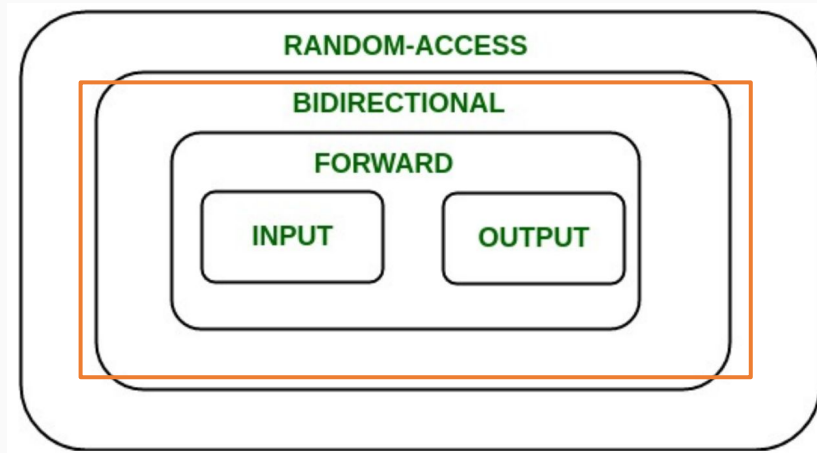 RANDOM-ACCESS
BIDIRECTIONAL
FORWARD
INPUT OUTPUT